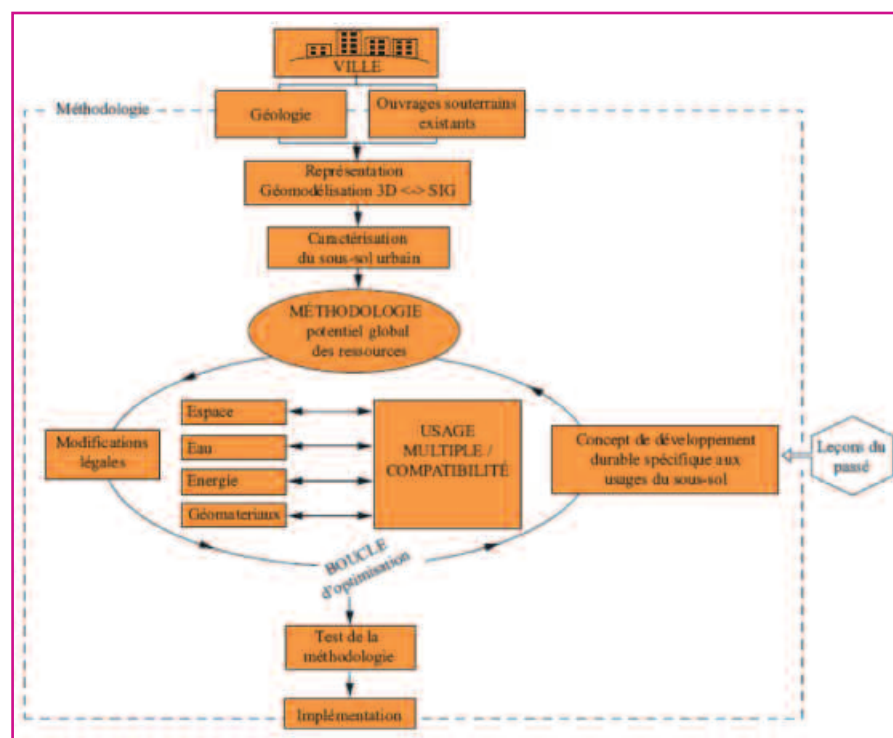 VILLE
Méthodologie
Géologie
Ouvrages souterrains
existants
Représentation
Géomodélisation 3D <-> SIG
Caractérisation
du sous-sol urbain
MÉTHODOLOGIE
potentiel global
des ressources
Modifications
légales
Espace
Eau
Energie
Géomateriaux
USAGE
MULTIPLE /
COMPATIBILITÉ
Concept de développement
durable spécifique aux
usages du sous-sol
Leçons du
passé
BOUCLE
d'optimisation
Test de la
méthodologie
Implémentation